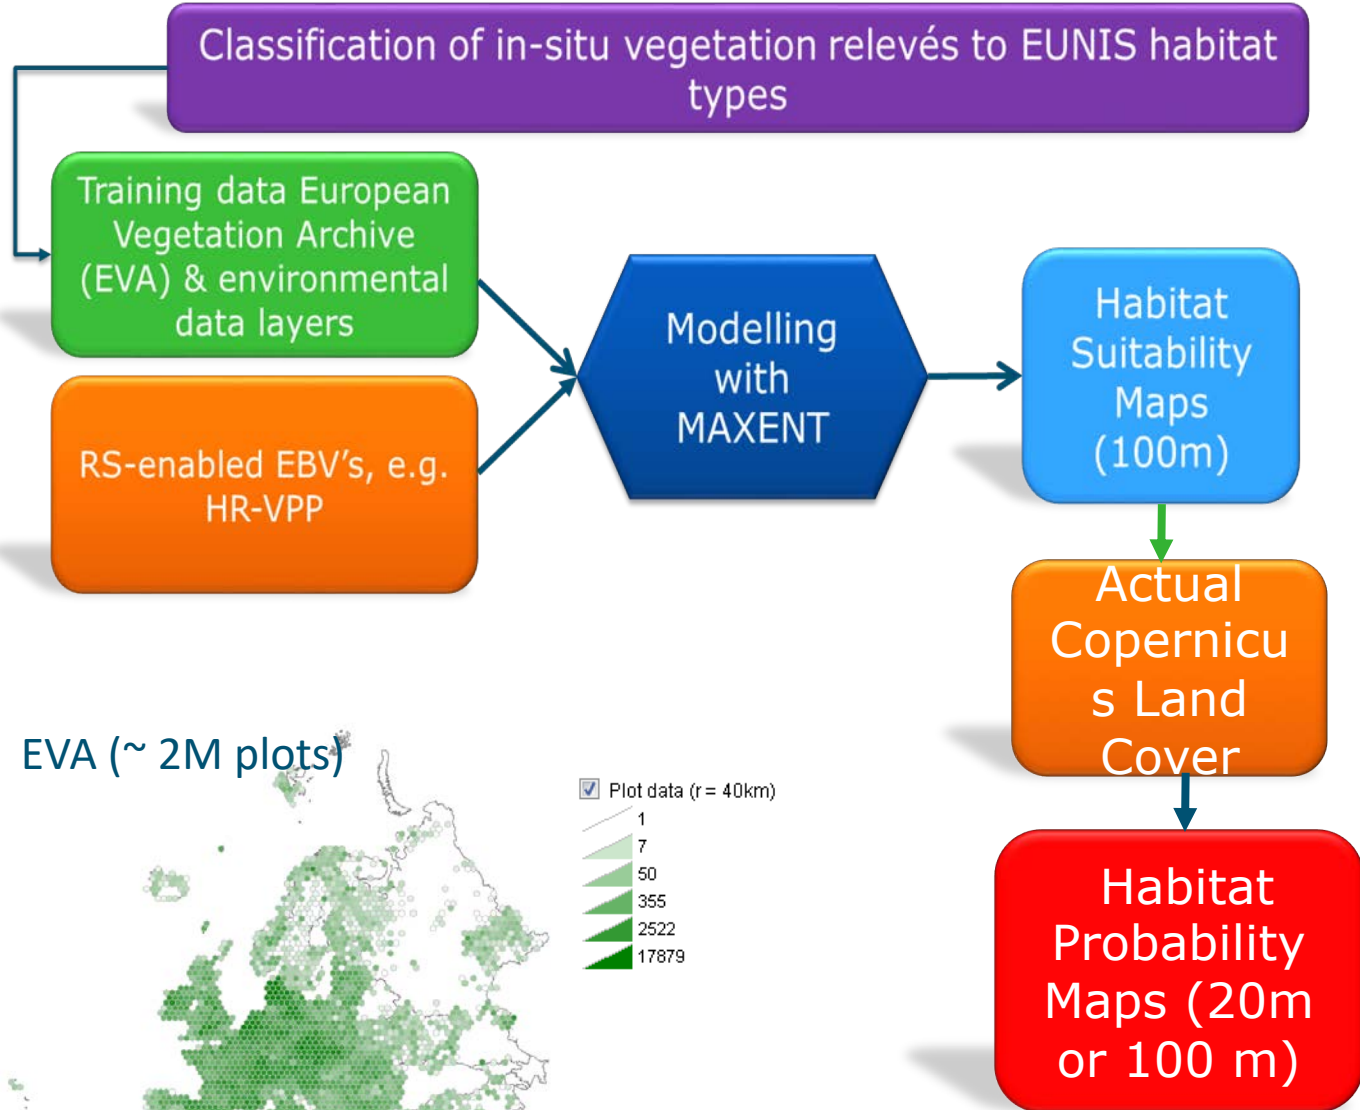 Classification of in-situ vegetation relevés to EUNIS habitat
types
Training data European
Vegetation Archive
(EVA) & environmental
data layers
RS-enabled EBV's, e.g.
HR-VPP
Modelling
with
MAXENT
Habitat
Suitability
Maps
(100m)
Actual
Copernicu
s Land
Cover
Habitat
Probability
Maps (20m
or 100 m)
EVA (~ 2M plots)
Plot data (r = 40km)
1
7
50
355
2522
17879